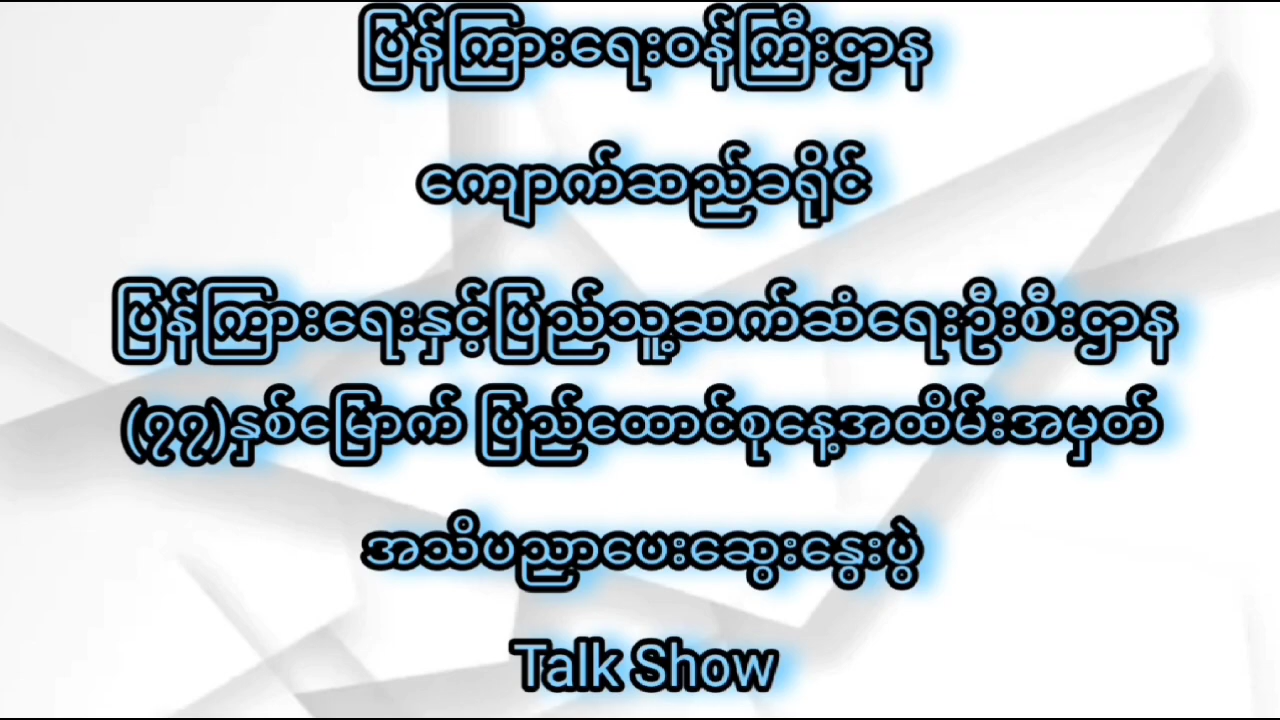 ပြန်ကြားရေးဝန်ကြီးဌာန
ကျောက်ဆည်ခရိုင်
ပြန်ကြားရေးနှင့်ပြည်သူ့ဆက်ဆံရေးဦးစီးဌာန
(၇၇)နှစ်မြောက် ပြည်ထောင်စုနေ့အထိမ်းအမှတ်
အသိပညာပေးဆွေးနွေးပွဲ
Talk Show